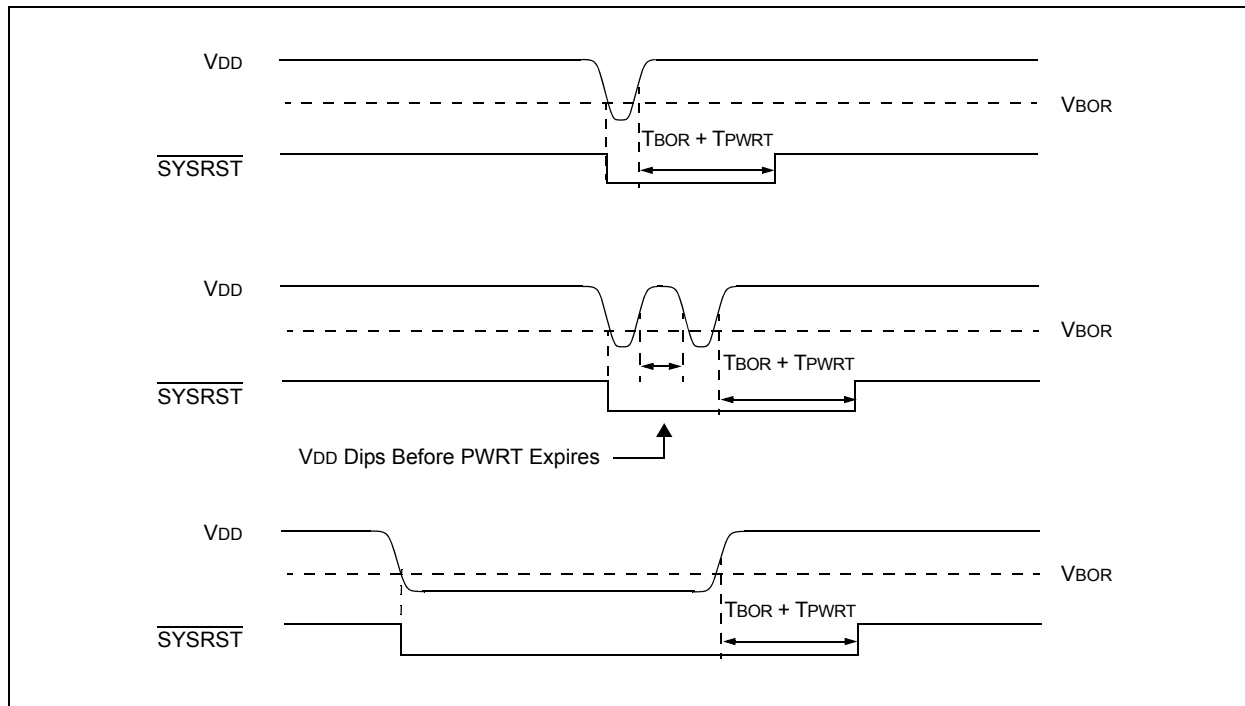 VDD
VBOR
TBOR + TPWRT
SYSRST
VDD
VBOR
TBOR + TPWRT
SYSRST
VDD Dips Before PWRT Expires
VDD
VBOR
TBOR + TPWRT
SYSRST